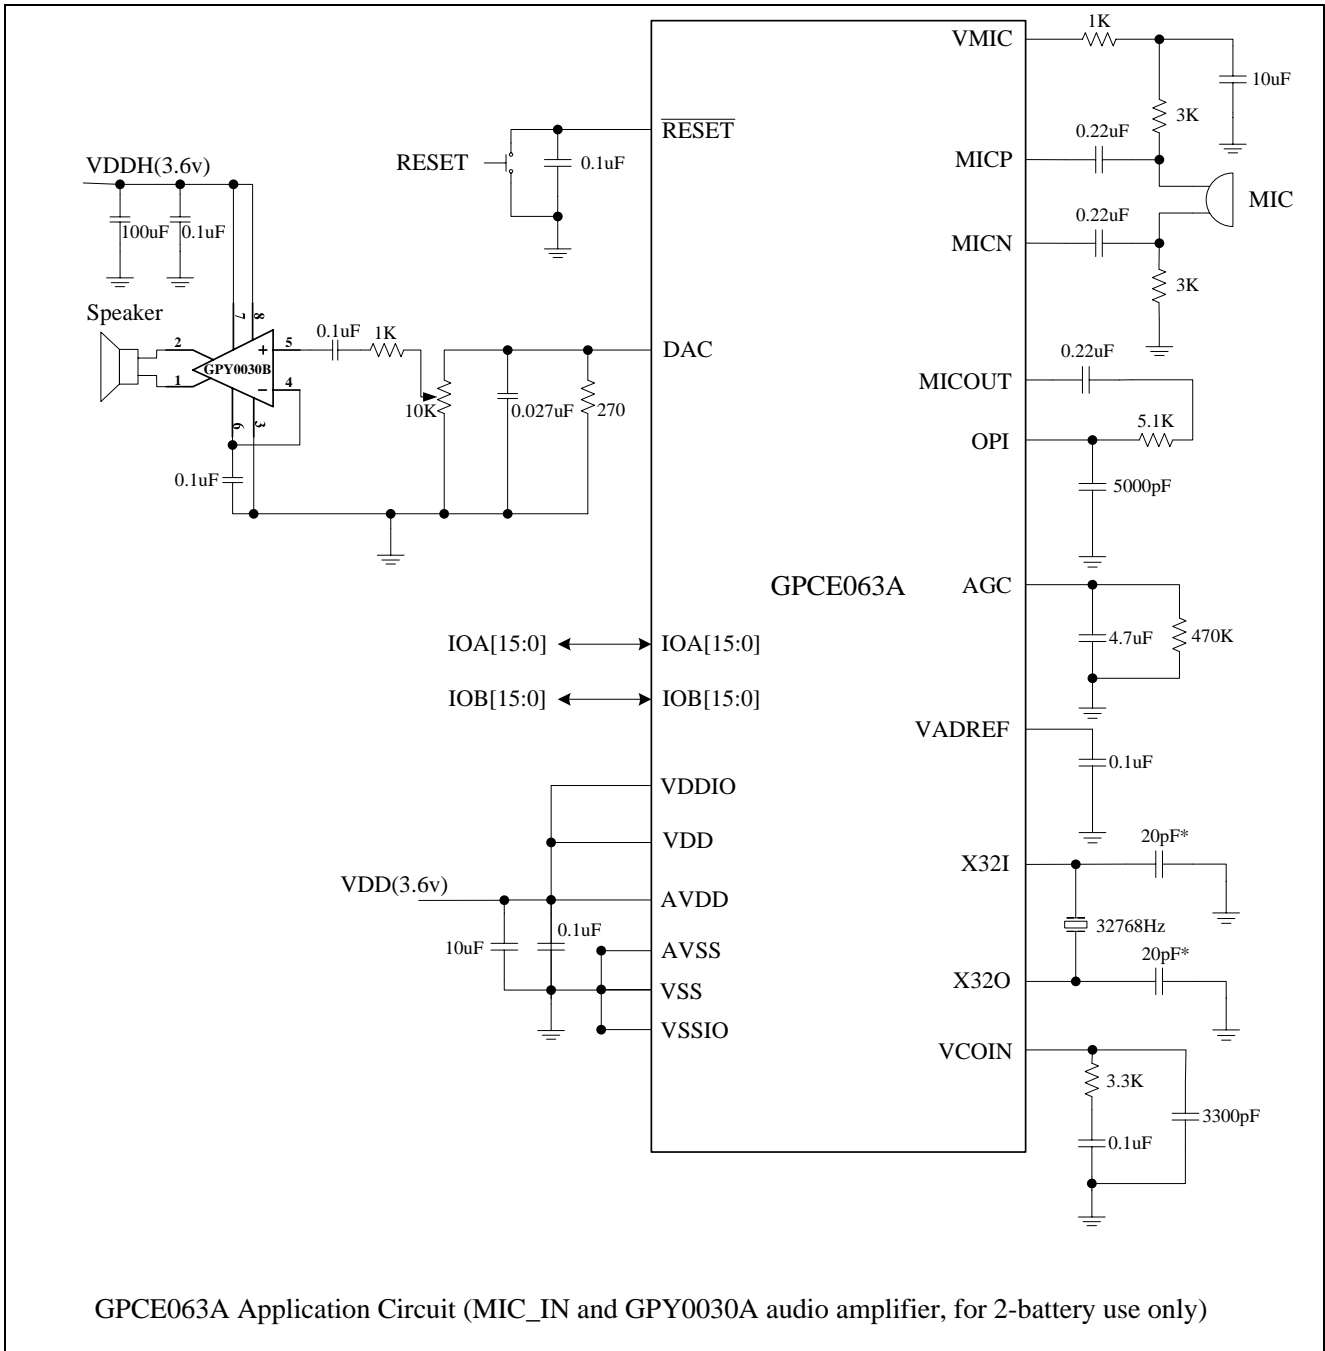 VMIC
1K
10uF
3K
RESET
RESET
0.1uF
0.22uF
MICP
MIC
VDDH(3.6v)
100uF
0.1uF
0.22uF
MICN
3K
Speaker
7
8
2
1
GPY0030B
+
5
−
4
6
3
0.1uF
1K
10K
0.027uF
270
DAC
0.1uF
0.22uF
MICOUT
5.1K
OPI
5000pF
GPCE063A
AGC
4.7uF
470K
IOA[15:0]
IOA[15:0]
IOB[15:0]
IOB[15:0]
VADREF
0.1uF
VDDIO
VDD
VDD(3.6v)
AVDD
10uF
0.1uF
AVSS
VSS
VSSIO
20pF*
X32I
32768Hz
20pF*
X32O
VCOIN
3.3K
3300pF
0.1uF
GPCE063A Application Circuit (MIC_IN and GPY0030A audio amplifier, for 2-battery use only)